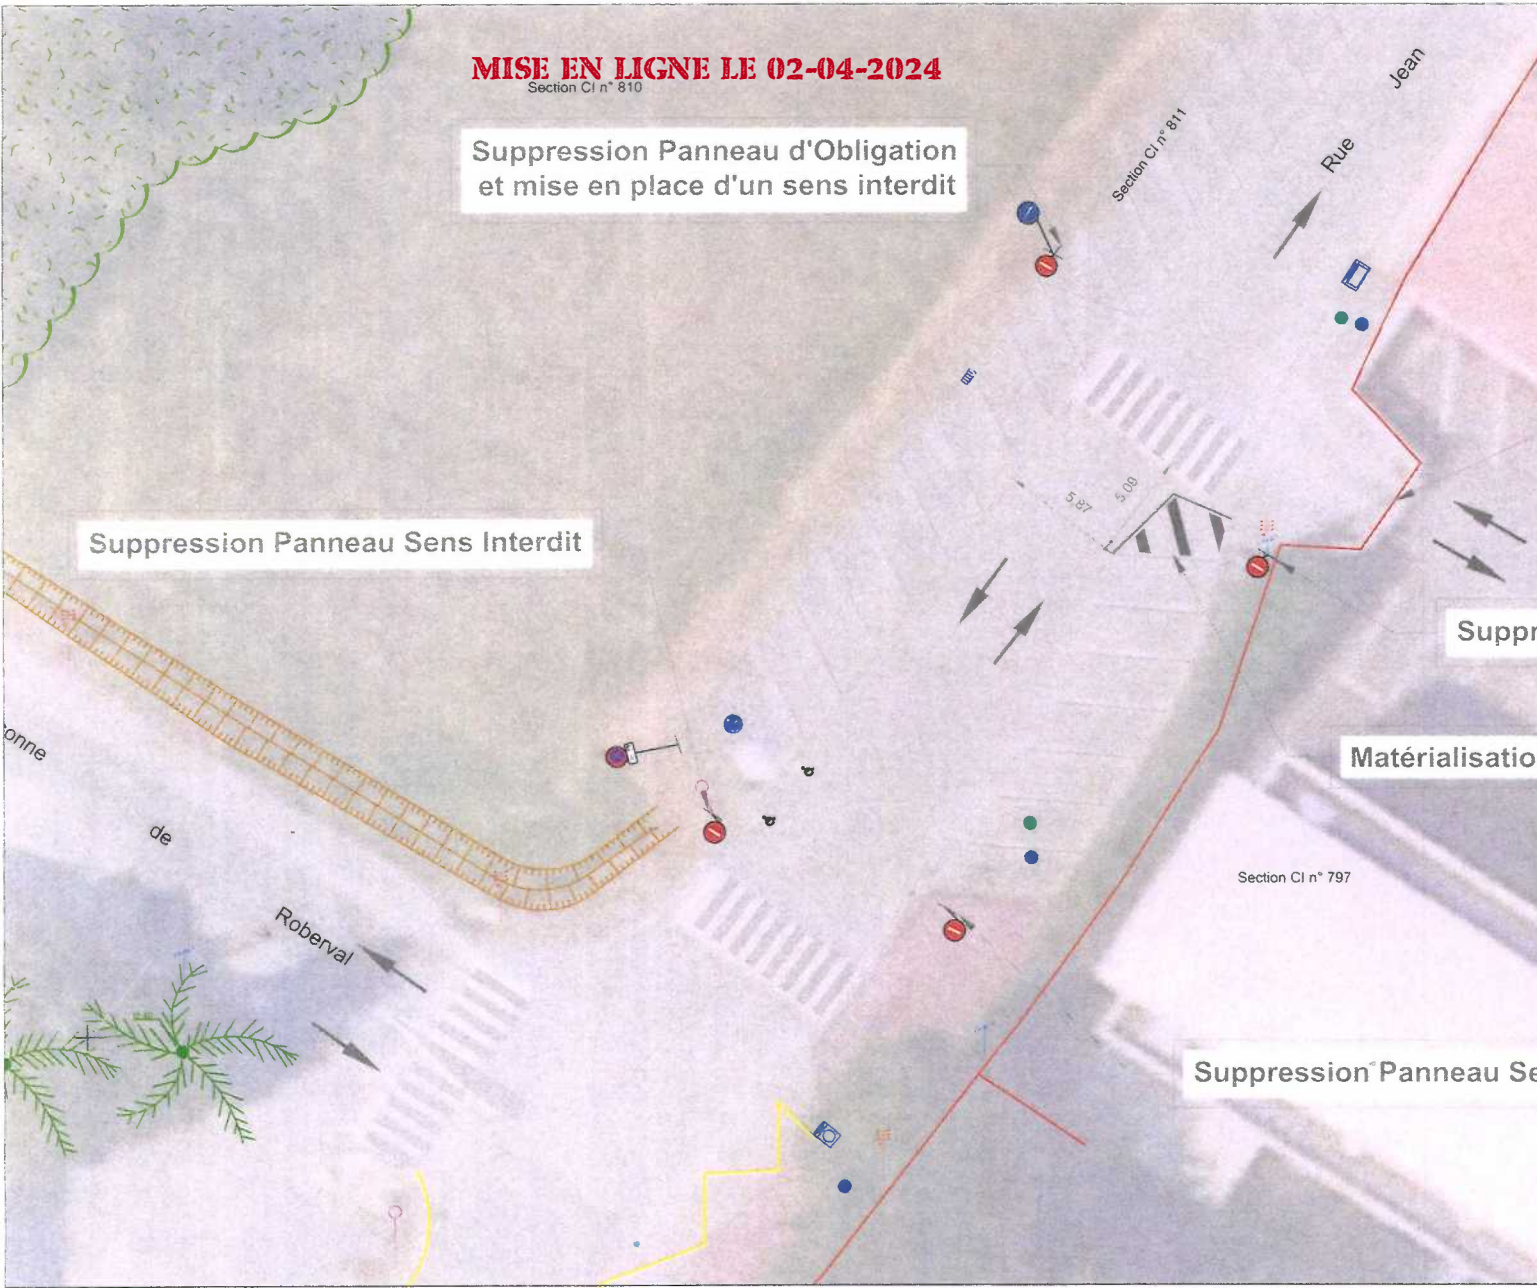 MISE EN LIGNE LE 02-04-2024
Section CI n° 810
Suppression Panneau d'Obligation
et mise en place d'un sens interdit
Section CI n° 811
Rue
Jean
5.87
5.09
Suppression Panneau Sens Interdit
Suppr
onne
de
Roberval
Matérialisatio
Section CI n° 797
Suppression Panneau Se